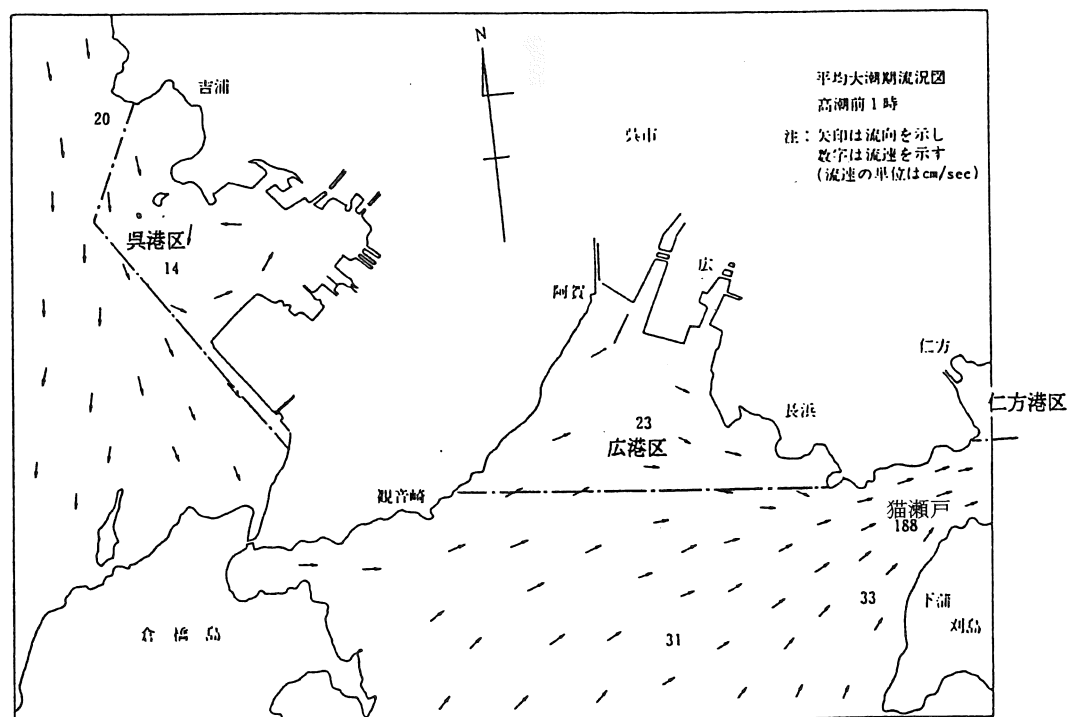 N
平均大潮期流況図
高潮前1時
注：矢印は流向を示し
数字は流速を示す
(流速の単位はcm/sec)
吉浦
呉市
20
呉港区
14
広
阿賀
仁方
仁方港区
長浜
23
広港区
観音崎
猫瀬戸
188
33
下蒲
刈島
31
倉橋島